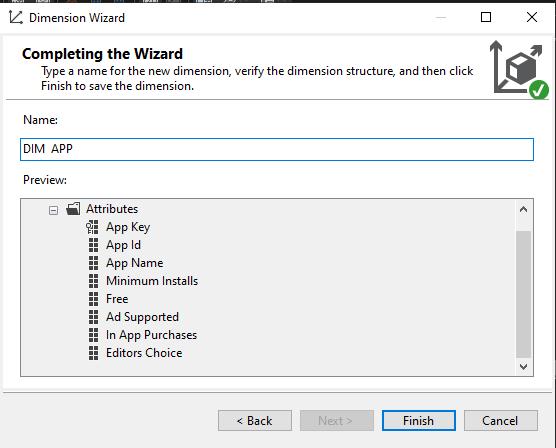 Dimension Wizard
Completing the Wizard
Type a name for the new dimension, verify the dimension structure, and then click
Finish to save the dimension.
Name:
DIM APP
Preview:
Attributes
App Key
App Id
App Name
Minimum Installs
Free
Ad Supported
In App Purchases
Editors Choice
< Back
Next >
Finish
Cancel